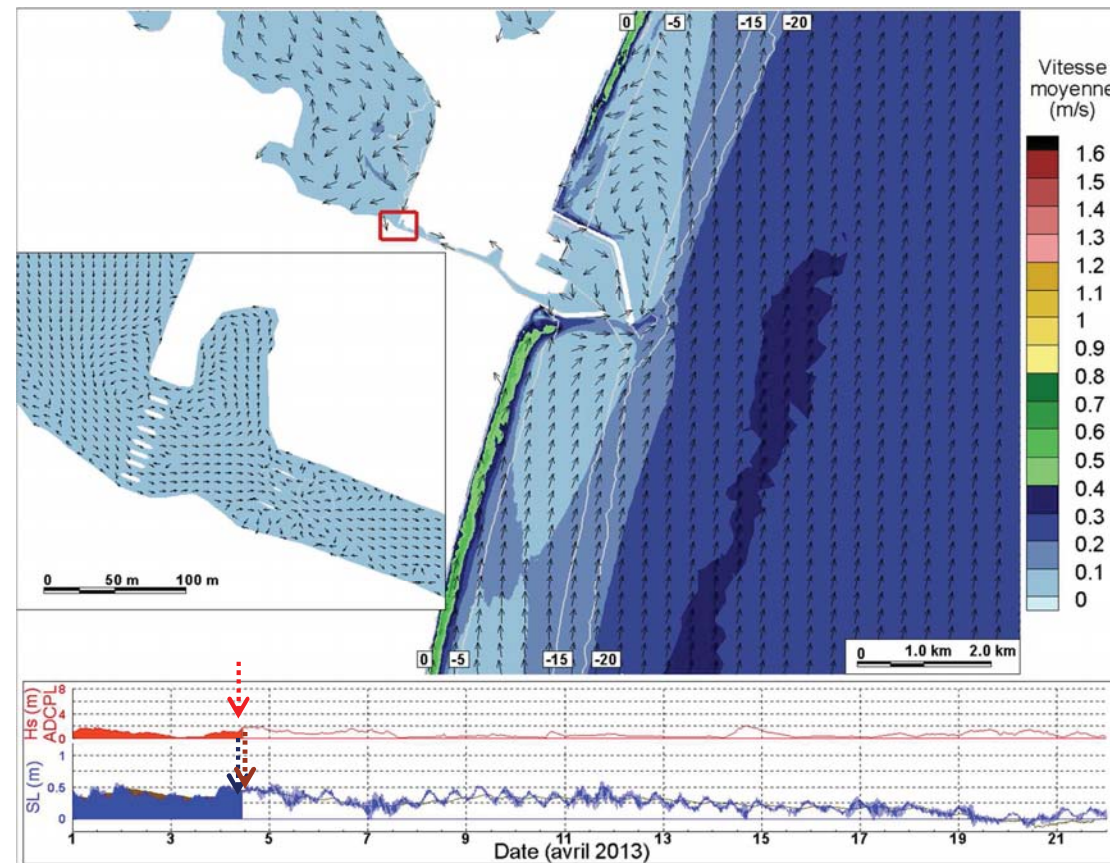 0 -5 -15 -20
Vitesse
moyenne
(m/s)
1.6
1.5
1.4
1.3
1.2
1.1
1
0.9
0.8
0.7
0.6
0.5
0.4
0.3
0.2
0.1
0
0 50 m 100 m
0 -5 -15 -20
0 1.0 km 2.0 km
Hs (m)
ADCPL
8
4
0
SL (m)
1
0.5
0
1 3 5 7 9 11 13 15 17 19 21
Date (avril 2013)